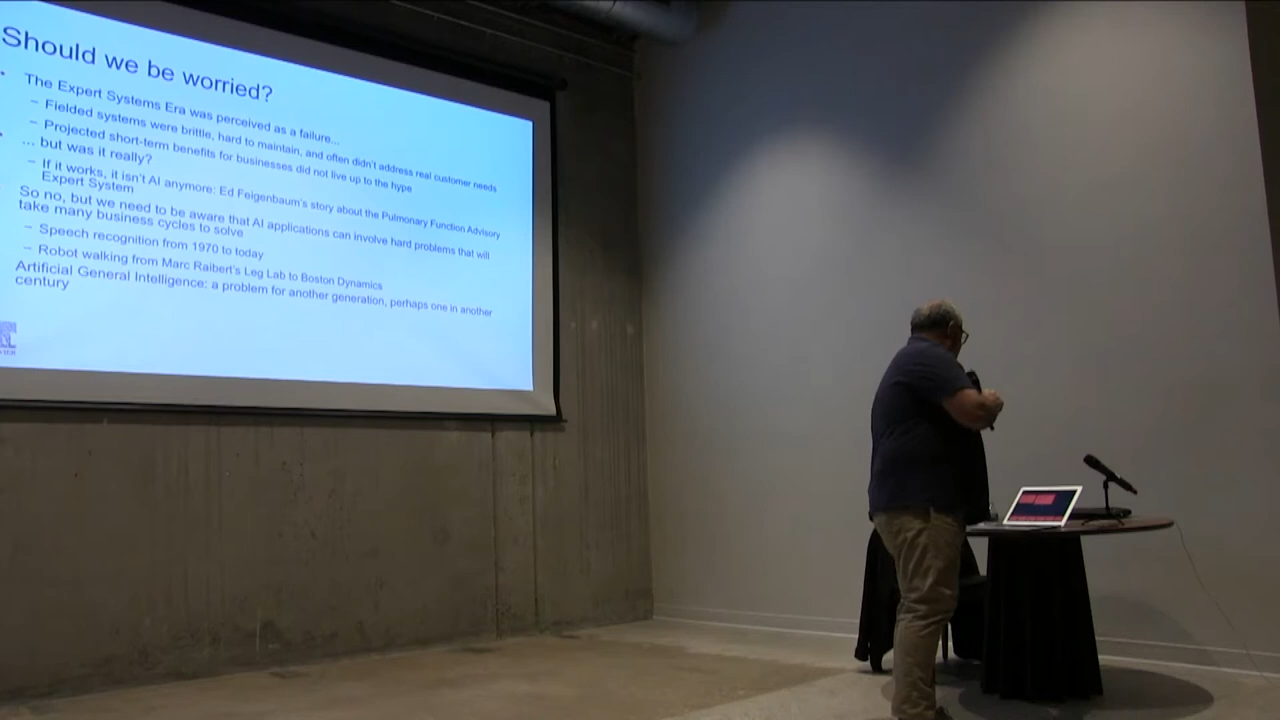 Should we be worried?
• The Expert Systems Era was perceived as a failure...
– Fielded systems were brittle, hard to maintain, and often didn't address real customer needs
– Projected short-term benefits for businesses did not live up to the hype
• ... but was it really?
– If it works, it isn't AI anymore: Ed Feigenbaum's story about the Pulmonary Function Advisory
Expert System
So no, but we need to be aware that AI applications can involve hard problems that will
take many business cycles to solve
– Speech recognition from 1970 to today
– Robot walking from Marc Raibert's Leg Lab to Boston Dynamics
Artificial General Intelligence: a problem for another generation, perhaps one in another
century